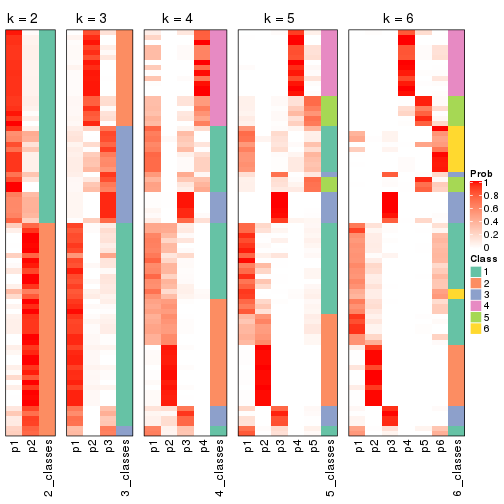 k = 2
k = 3
k = 4
k = 5
k = 6
p1
p2
2_classes
p1
p2
p3
3_classes
p1
p2
p3
p4
4_classes
p1
p2
p3
p4
p5
5_classes
p1
p2
p3
p4
p5
p6
6_classes
Prob
1
0.8
0.6
0.4
0.2
0
Class
1
2
3
4
5
6